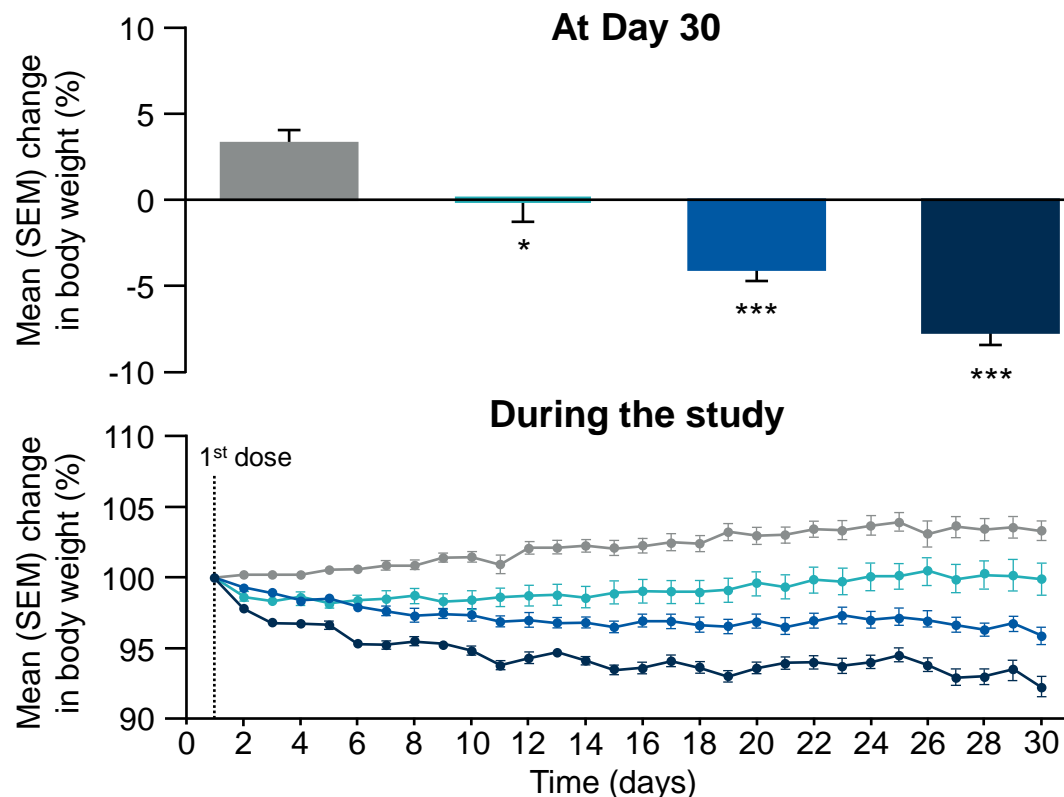 At Day 30
Mean (SEM) change
in body weight (%)
10
5
0
-5
-10
*
***
***
During the study
Mean (SEM) change
in body weight (%)
110
105
100
95
90
1st dose
0 2 4 6 8 10 12 14 16 18 20 22 24 26 28 30
Time (days)